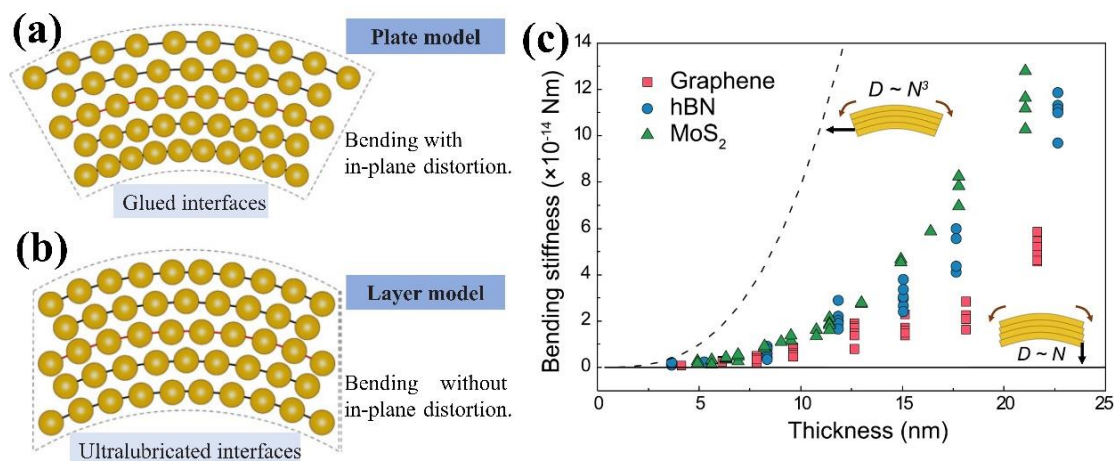 (a)
Plate model
Bending with
in-plane distortion.
Glued interfaces
(b)
Layer model
Bending without
in-plane distortion.
Ultralubricated interfaces
(c)
Bending stiffness (×10⁻¹⁴ Nm)
14
12
10
8
6
4
2
0
Graphene
hBN
MoS₂
D ~ N³
D ~ N
0 5 10 15 20 25
Thickness (nm)